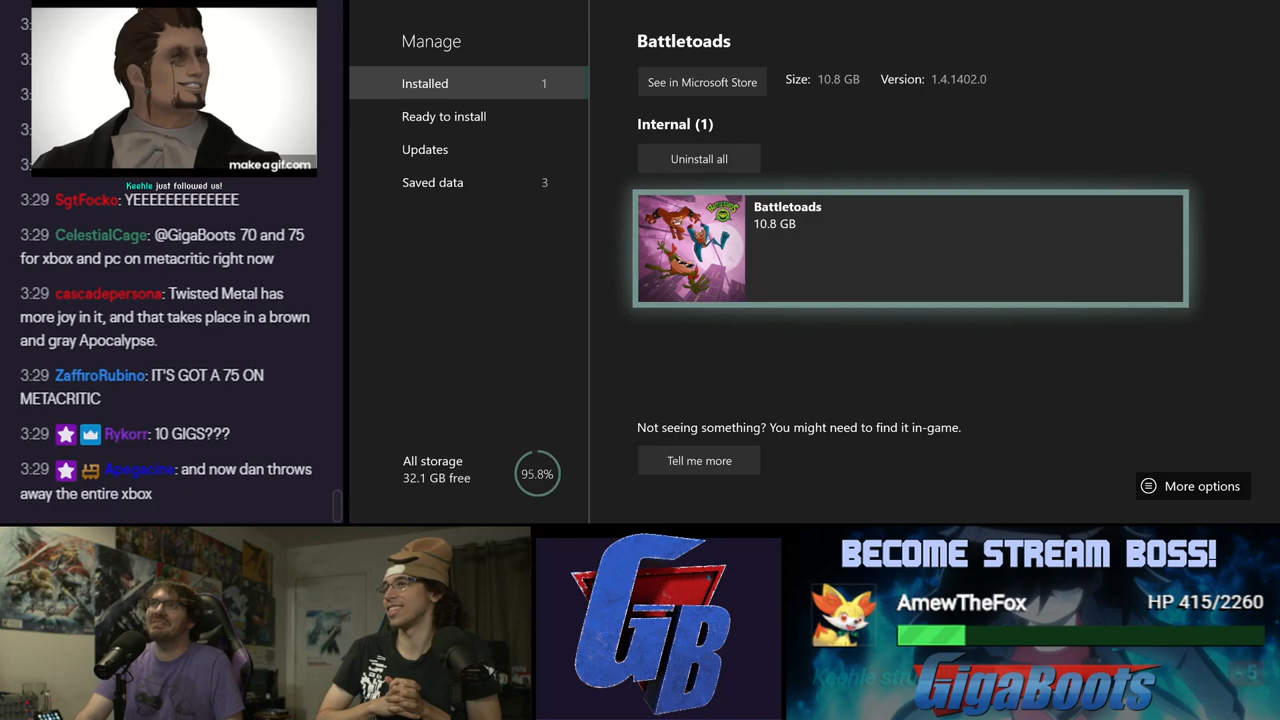 makeagif.com
Keehle just followed us!
3:29 SgtFocko: YEEEEEEEEEEEEE
3:29 CelestialCage: @GigaBoots 70 and 75
for xbox and pc on metacritic right now
3:29 cascadepersona: Twisted Metal has
more joy in it, and that takes place in a brown
and gray Apocalypse.
3:29 ZaffiroRubino: IT'S GOT A 75 ON
METACRITIC
3:29 Rykorr: 10 GIGS???
3:29 Apegacine: and now dan throws
away the entire xbox
Manage
Installed 1
Ready to install
Updates
Saved data 3
All storage
32.1 GB free
95.8%
Battletoads
See in Microsoft Store Size: 10.8 GB Version: 1.4.1402.0
Internal (1)
Uninstall all
Battletoads
10.8 GB
Not seeing something? You might need to find it in-game.
Tell me more
More options
GB
BECOME STREAM BOSS!
AmewTheFox HP 415/2260
Keehle
-5
GigaBoots